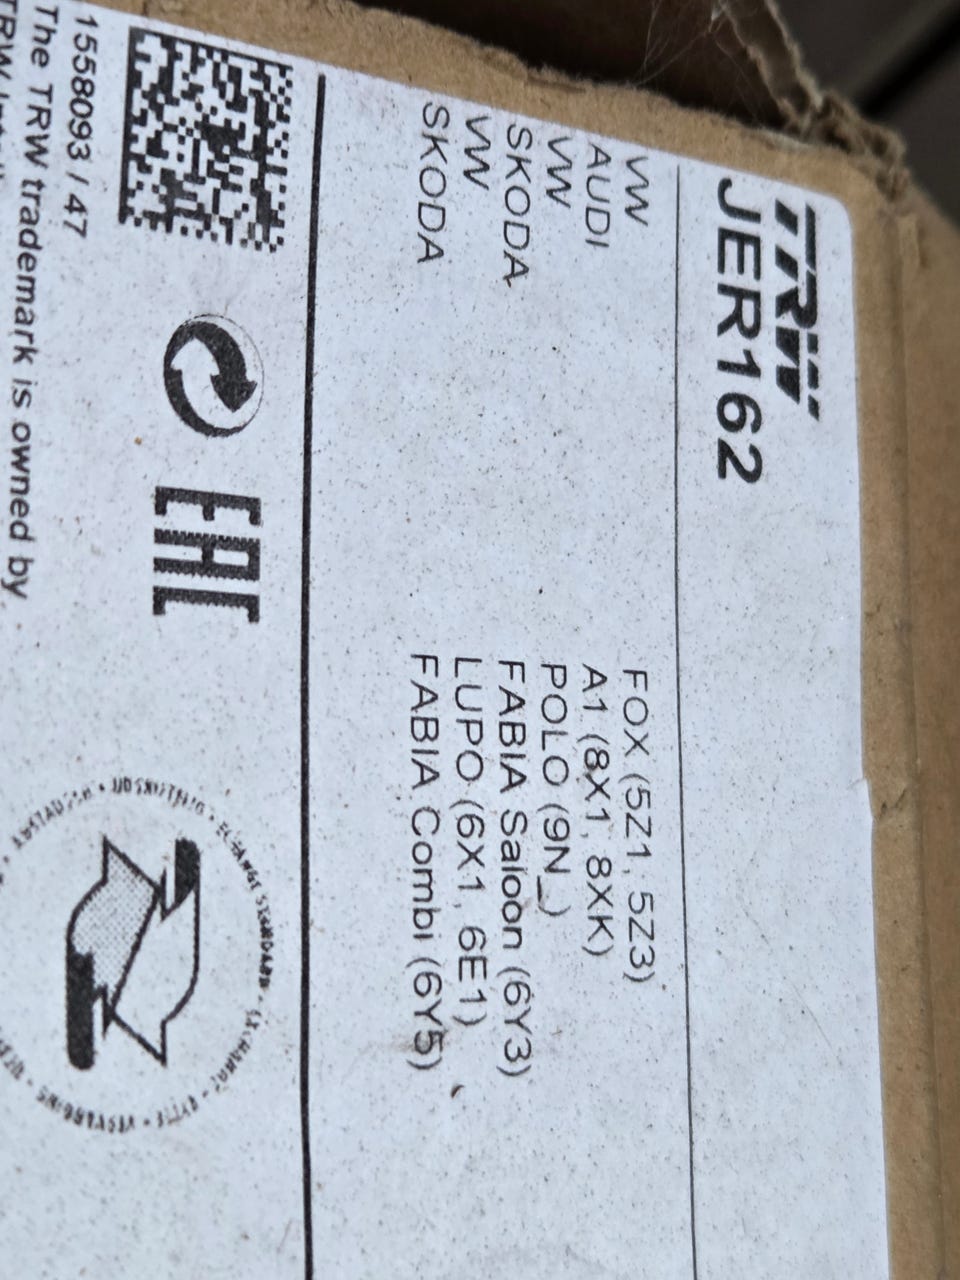 TRW
JER162
VW FOX (5Z1, 5Z3)
AUDI A1 (8X1, 8XK)
VW POLO (9N_)
SKODA FABIA Saloon (6Y3)
VW LUPO (6X1, 6E1)
SKODA FABIA Combi (6Y5)
EAC
1558093 / 47
The TRW trademark is owned by
TRW